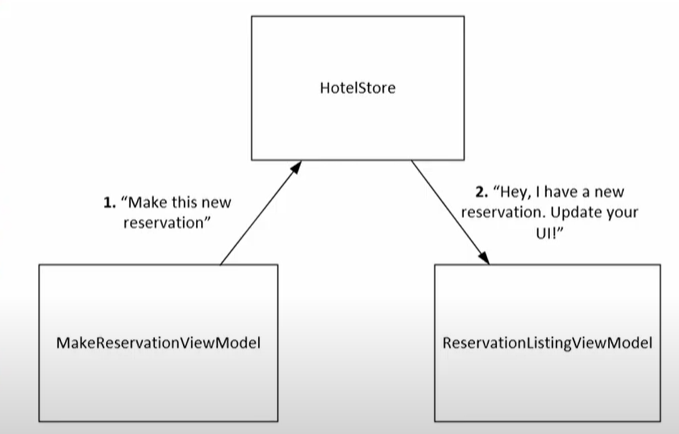 HotelStore
1. “Make this new
reservation”
2. “Hey, I have a new
reservation. Update your
UI!”
MakeReservationViewModel
ReservationListingViewModel